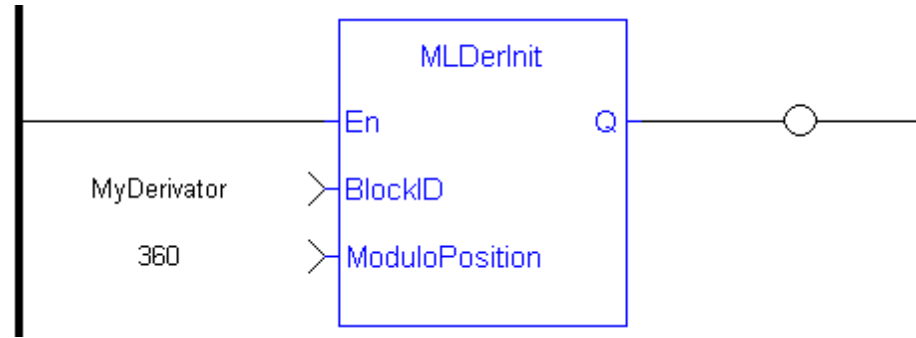 MLDerInit
En Q
MyDerivator BlockID
360 ModuloPosition